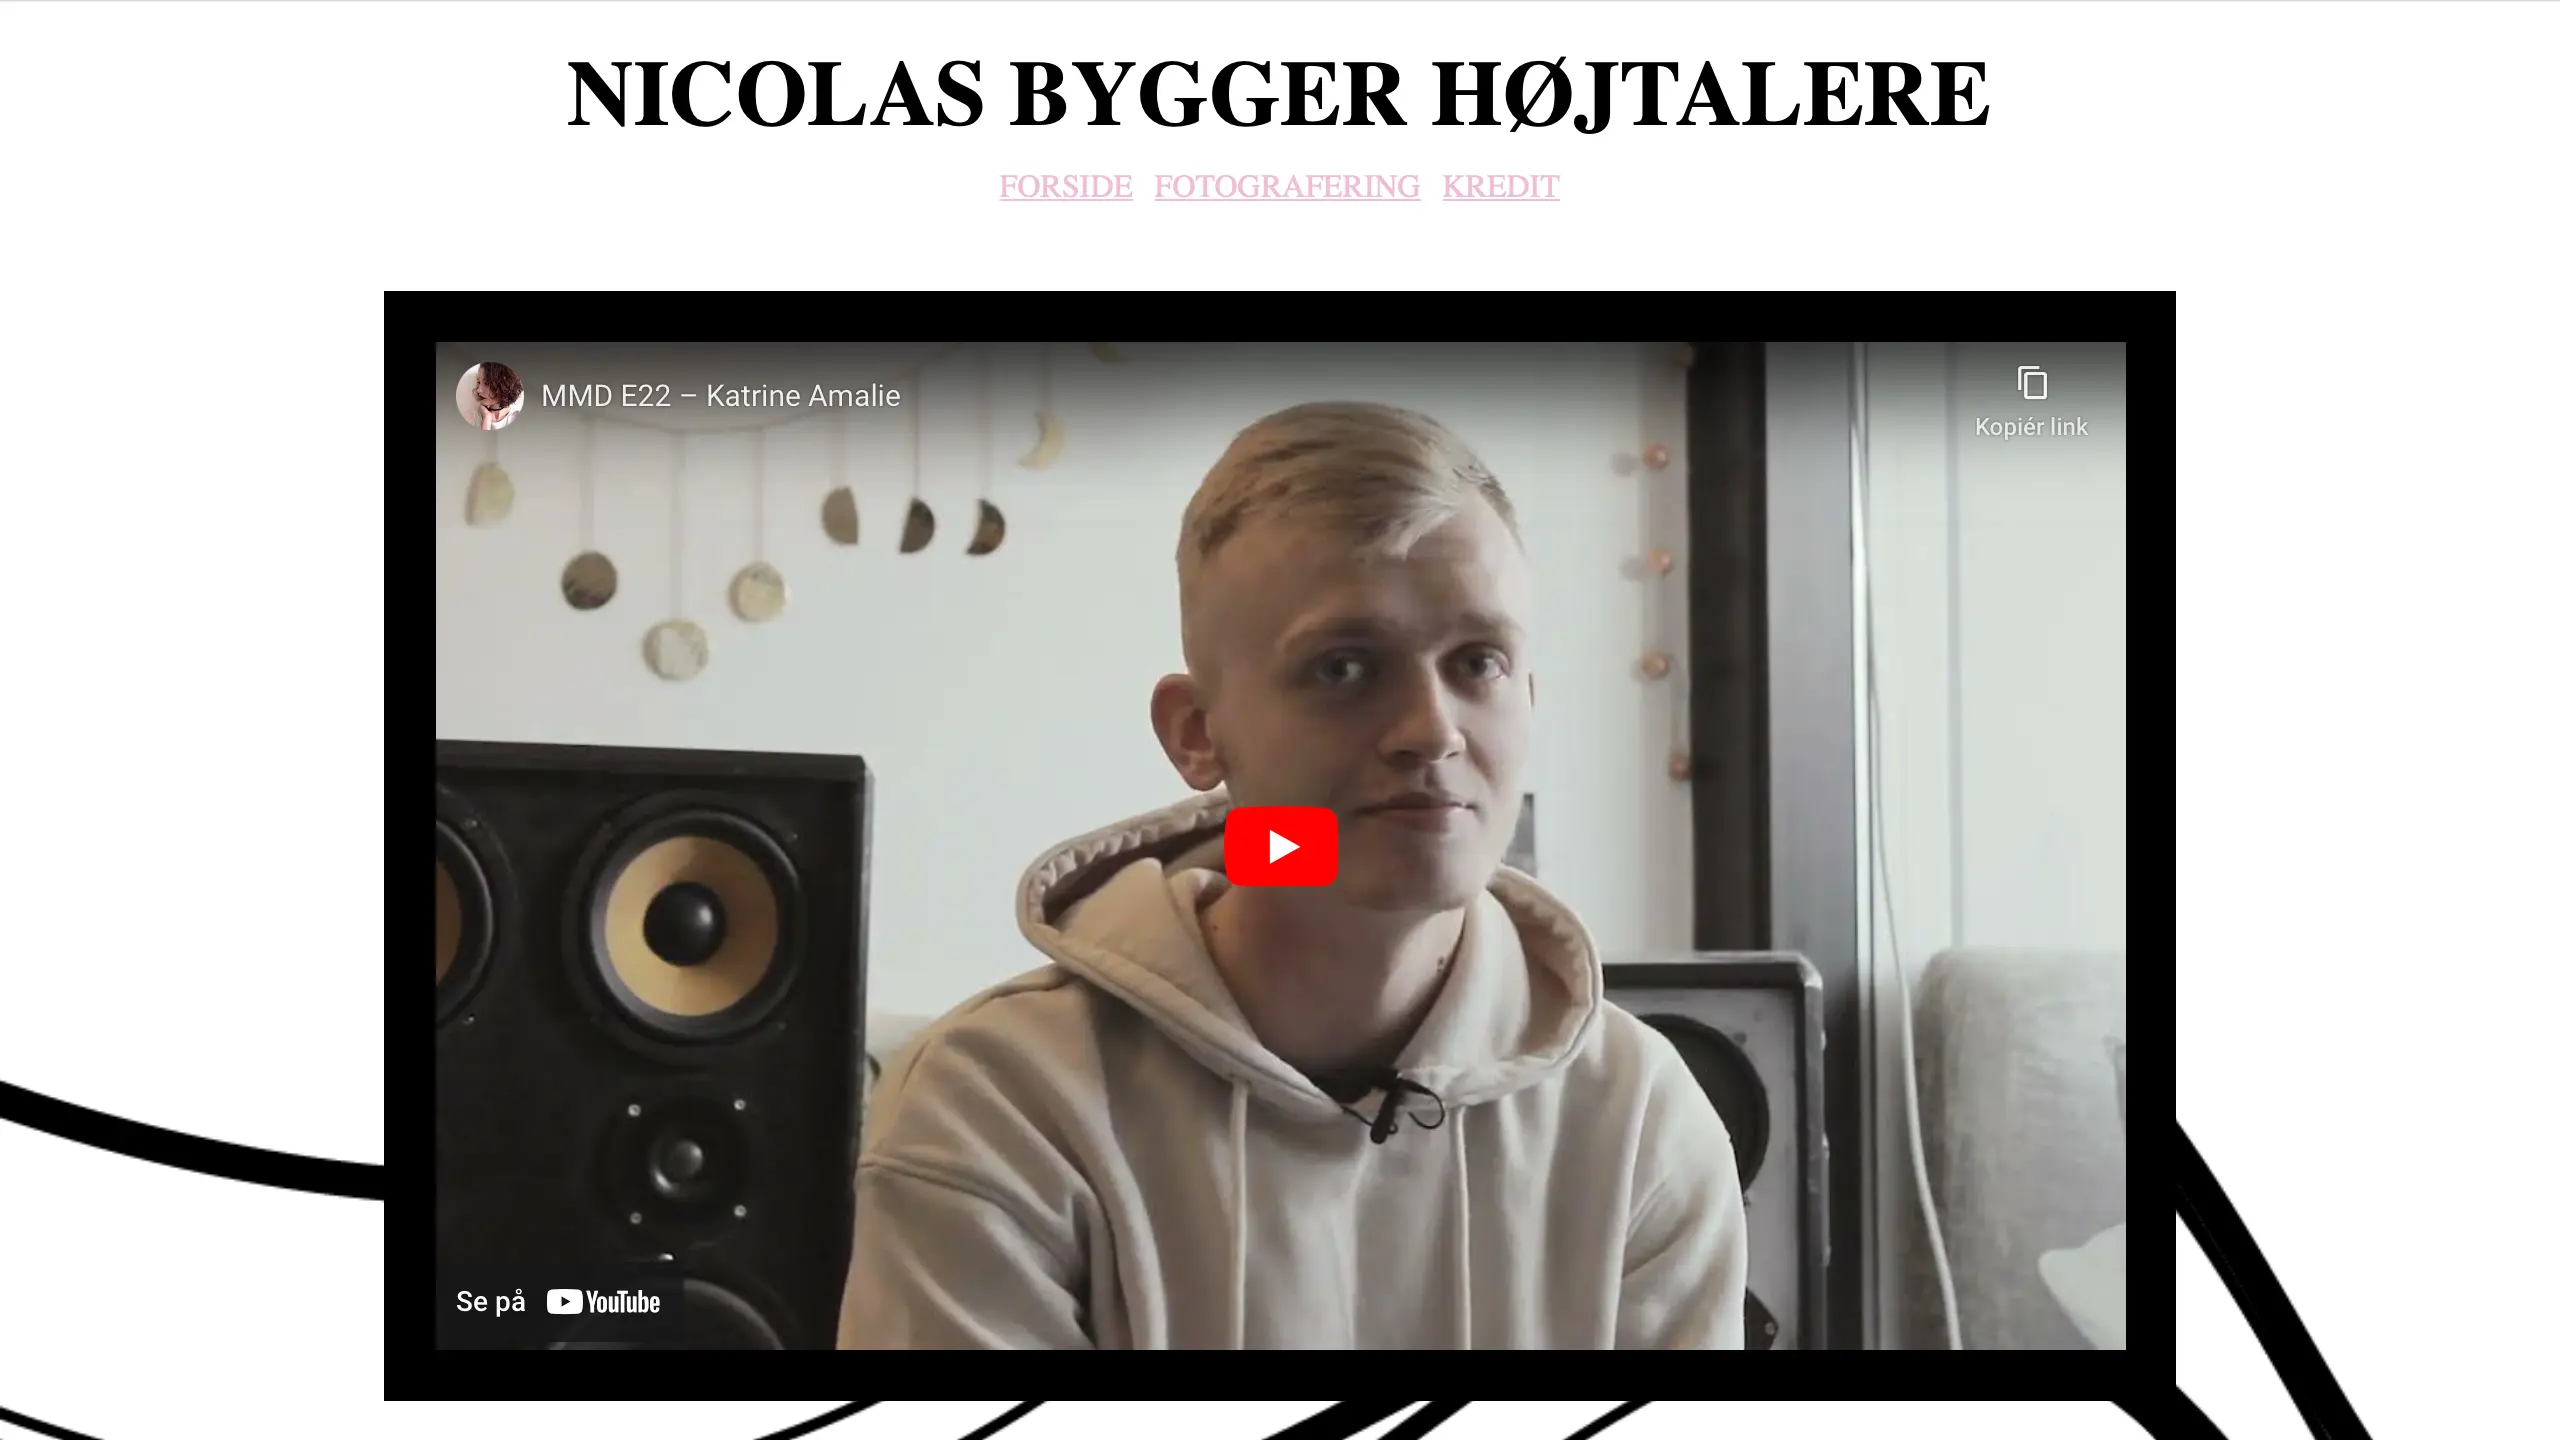 NICOLAS BYGGER HØJTALERE
FORSIDE FOTOGRAFERING KREDIT
MMD E22 – Katrine Amalie
Kopiér link
Se på YouTube